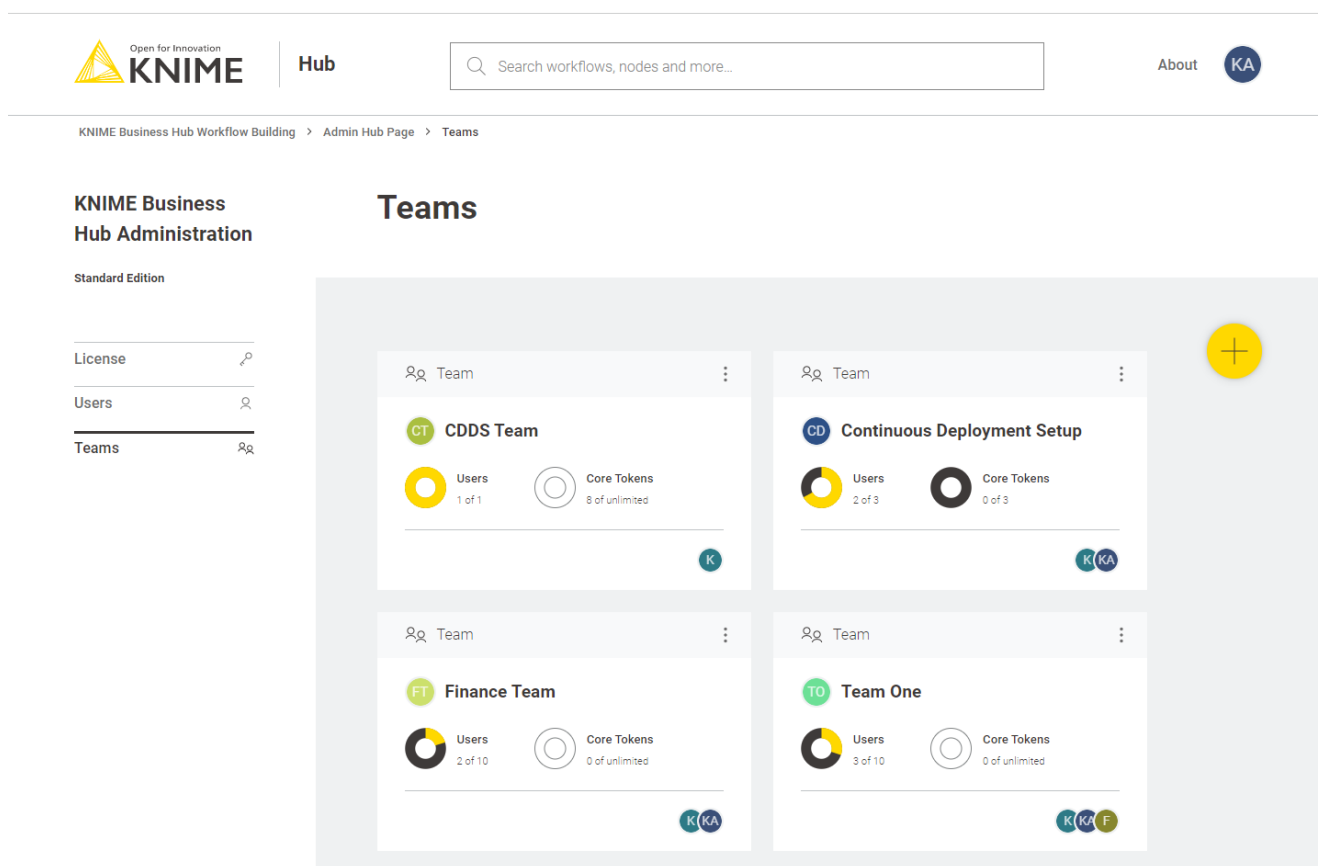 Open for Innovation
KNIME
Hub
Search workflows, nodes and more...
About
KA
KNIME Business Hub Workflow Building > Admin Hub Page > Teams
KNIME Business
Hub Administration
Standard Edition
License
Users
Teams
Teams
Team
CT CDDS Team
Users
1 of 1
Core Tokens
8 of unlimited
K
Team
CD Continuous Deployment Setup
Users
2 of 3
Core Tokens
0 of 3
K KA
Team
FT Finance Team
Users
2 of 10
Core Tokens
0 of unlimited
K KA
Team
TO Team One
Users
3 of 10
Core Tokens
0 of unlimited
K KA F